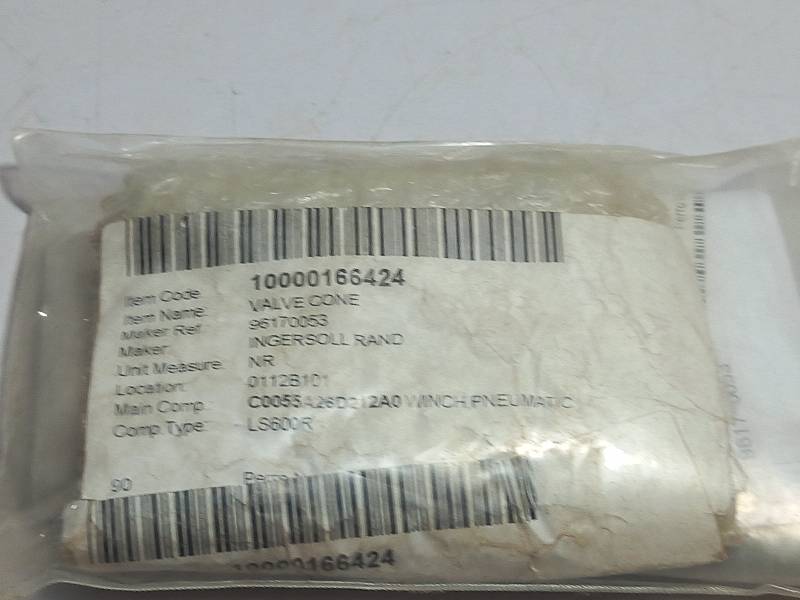 10000166424
Item Code
Item Name: VALVE CONE
Maker Ref 96170053
Maker: INGERSOLL RAND
Unit Measure: NR
Location: 0112B101
Main Comp.: C0055A26D212A0 WINCH PNEUMATIC
Comp Type: LS600R
90
10000166424
Ferro